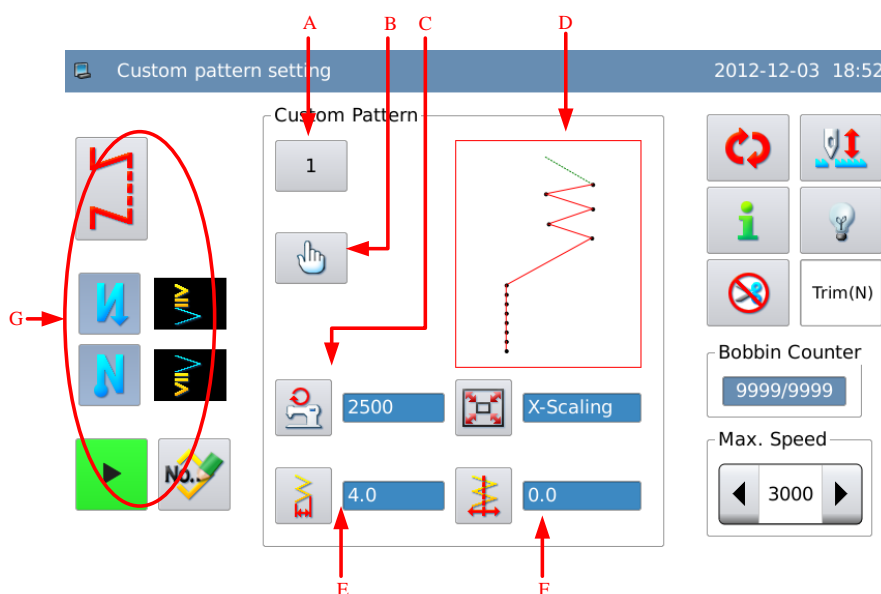 A B C D
Custom pattern setting 2012-12-03 18:52
Custom Pattern
1
G
Trim(N)
Bobbin Counter
9999/9999
2500 X-Scaling
Max. Speed
No.
4.0 0.0
3000
E F